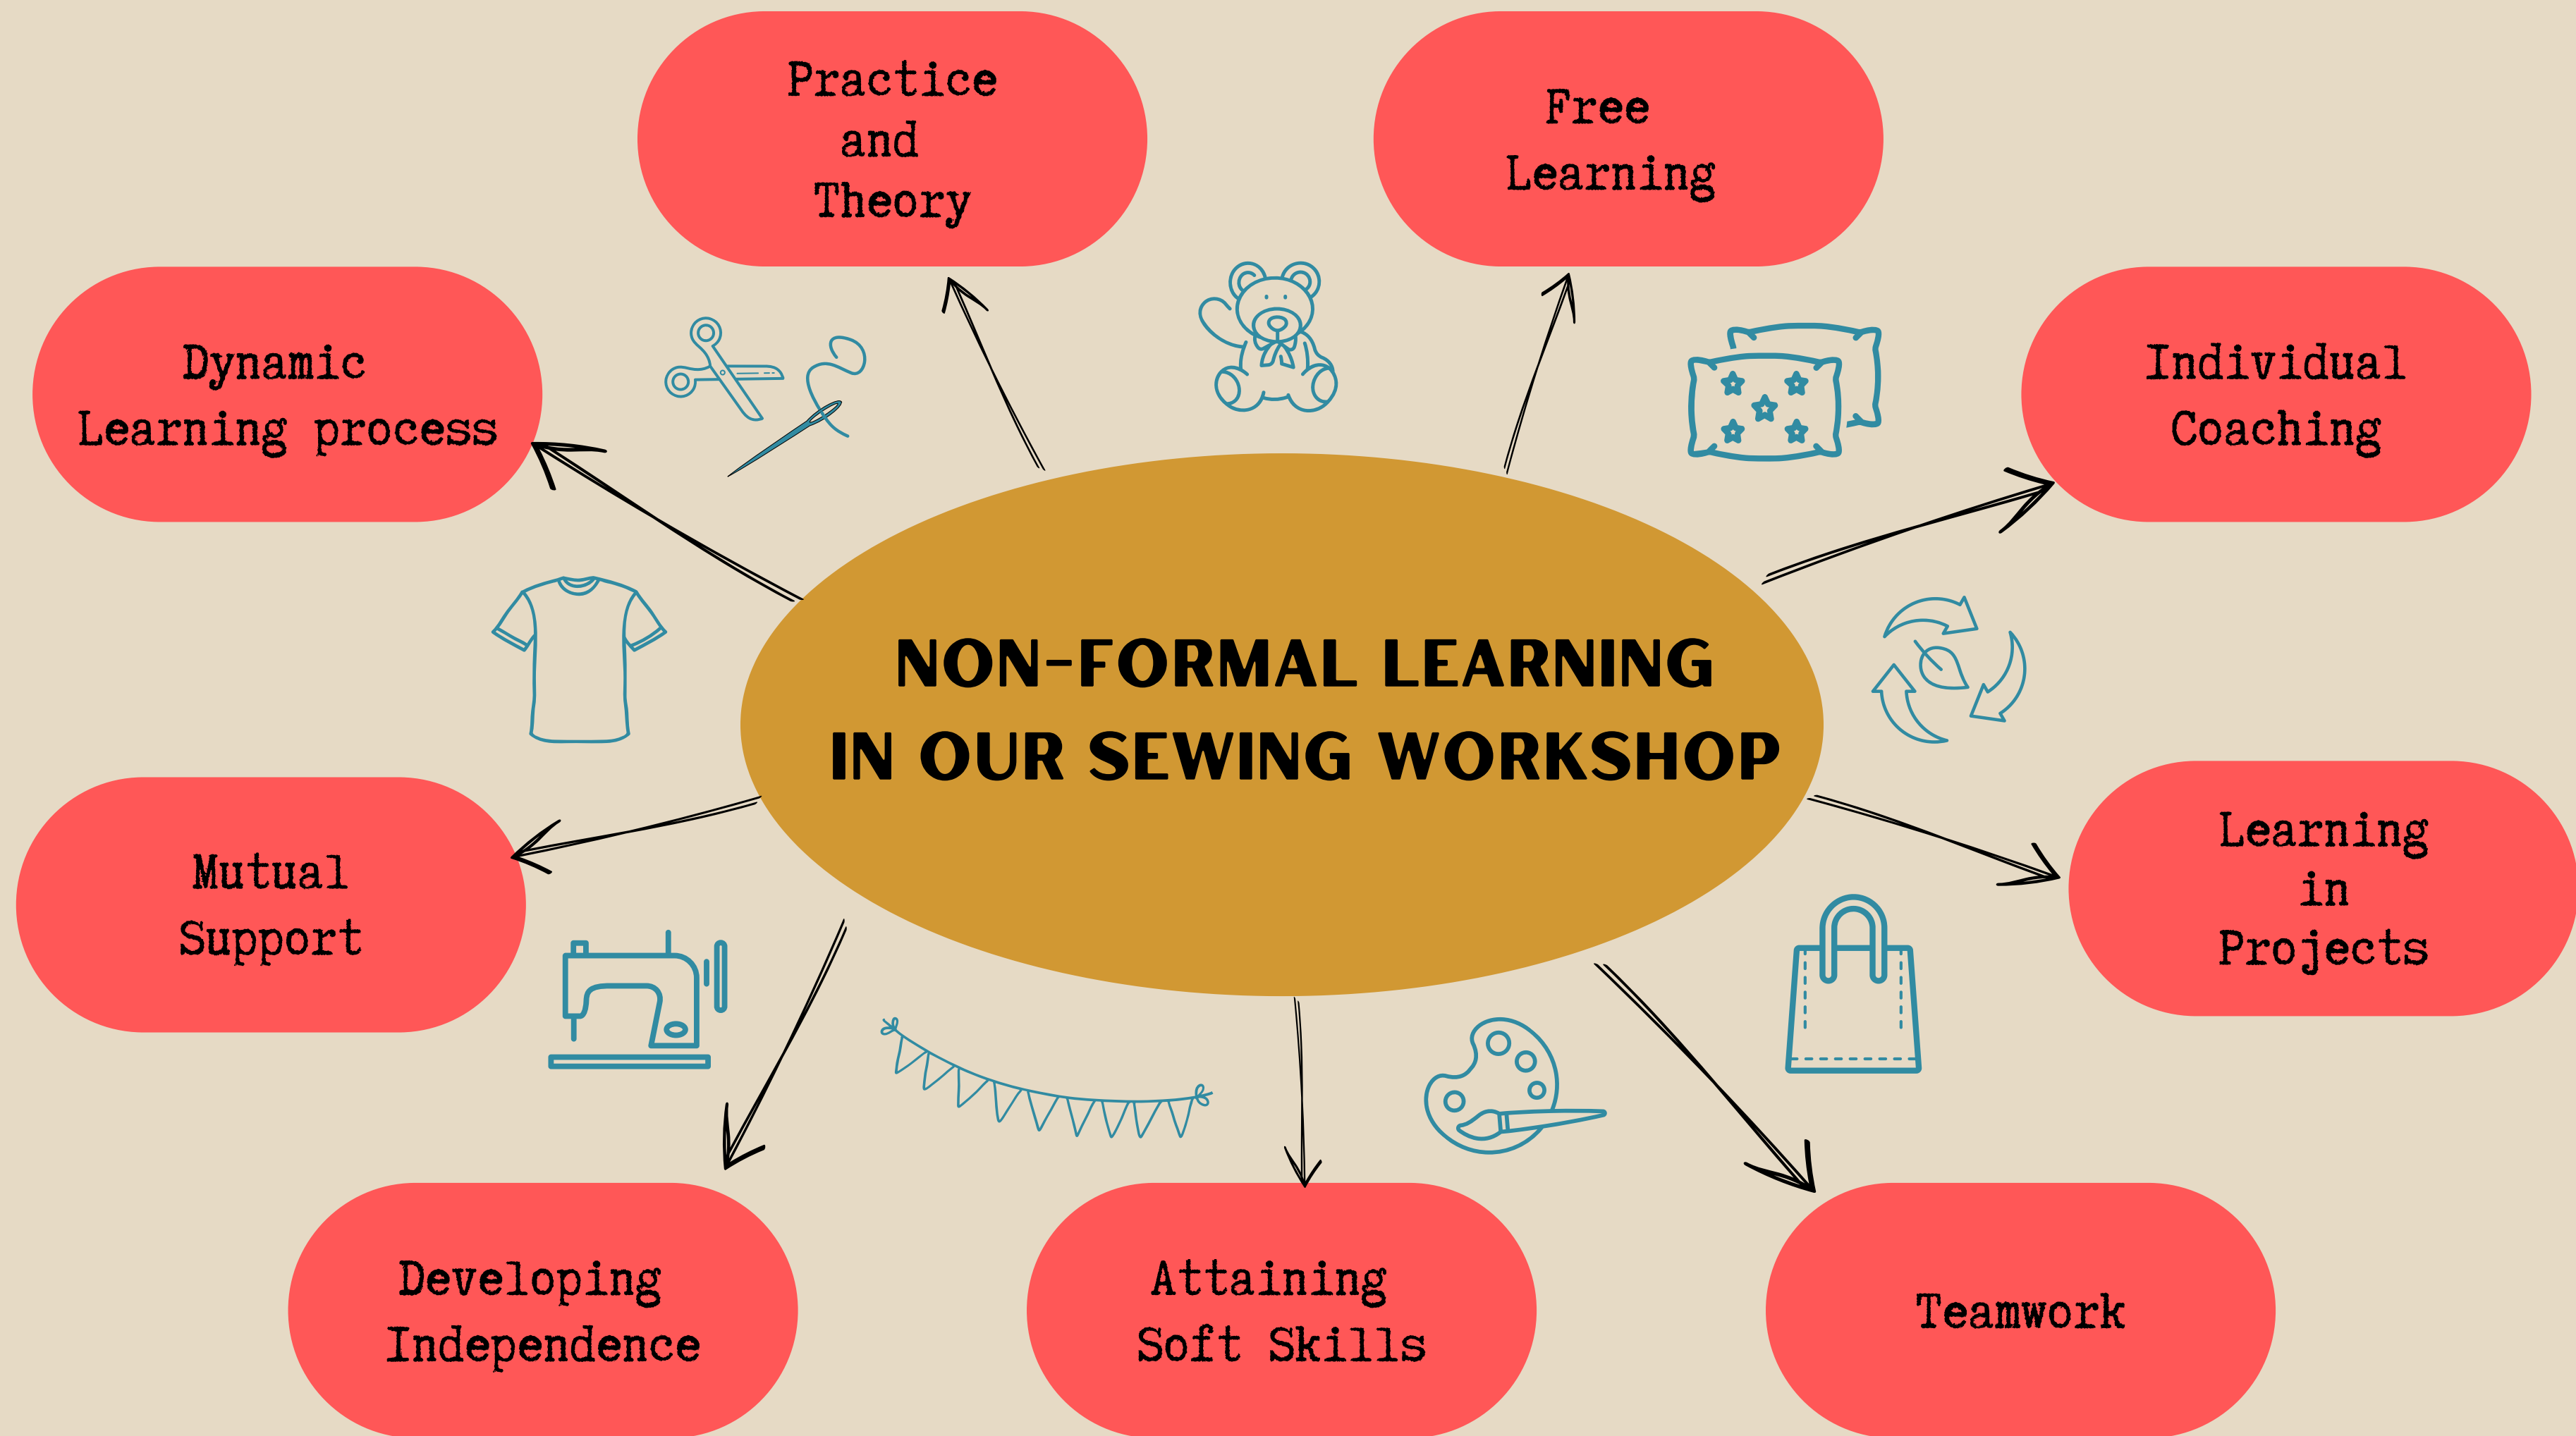 Practice
and
Theory
Free
Learning
Dynamic
Learning process
Individual
Coaching
NON-FORMAL LEARNING
IN OUR SEWING WORKSHOP
Mutual
Support
Learning
in
Projects
Developing
Independence
Attaining
Soft Skills
Teamwork